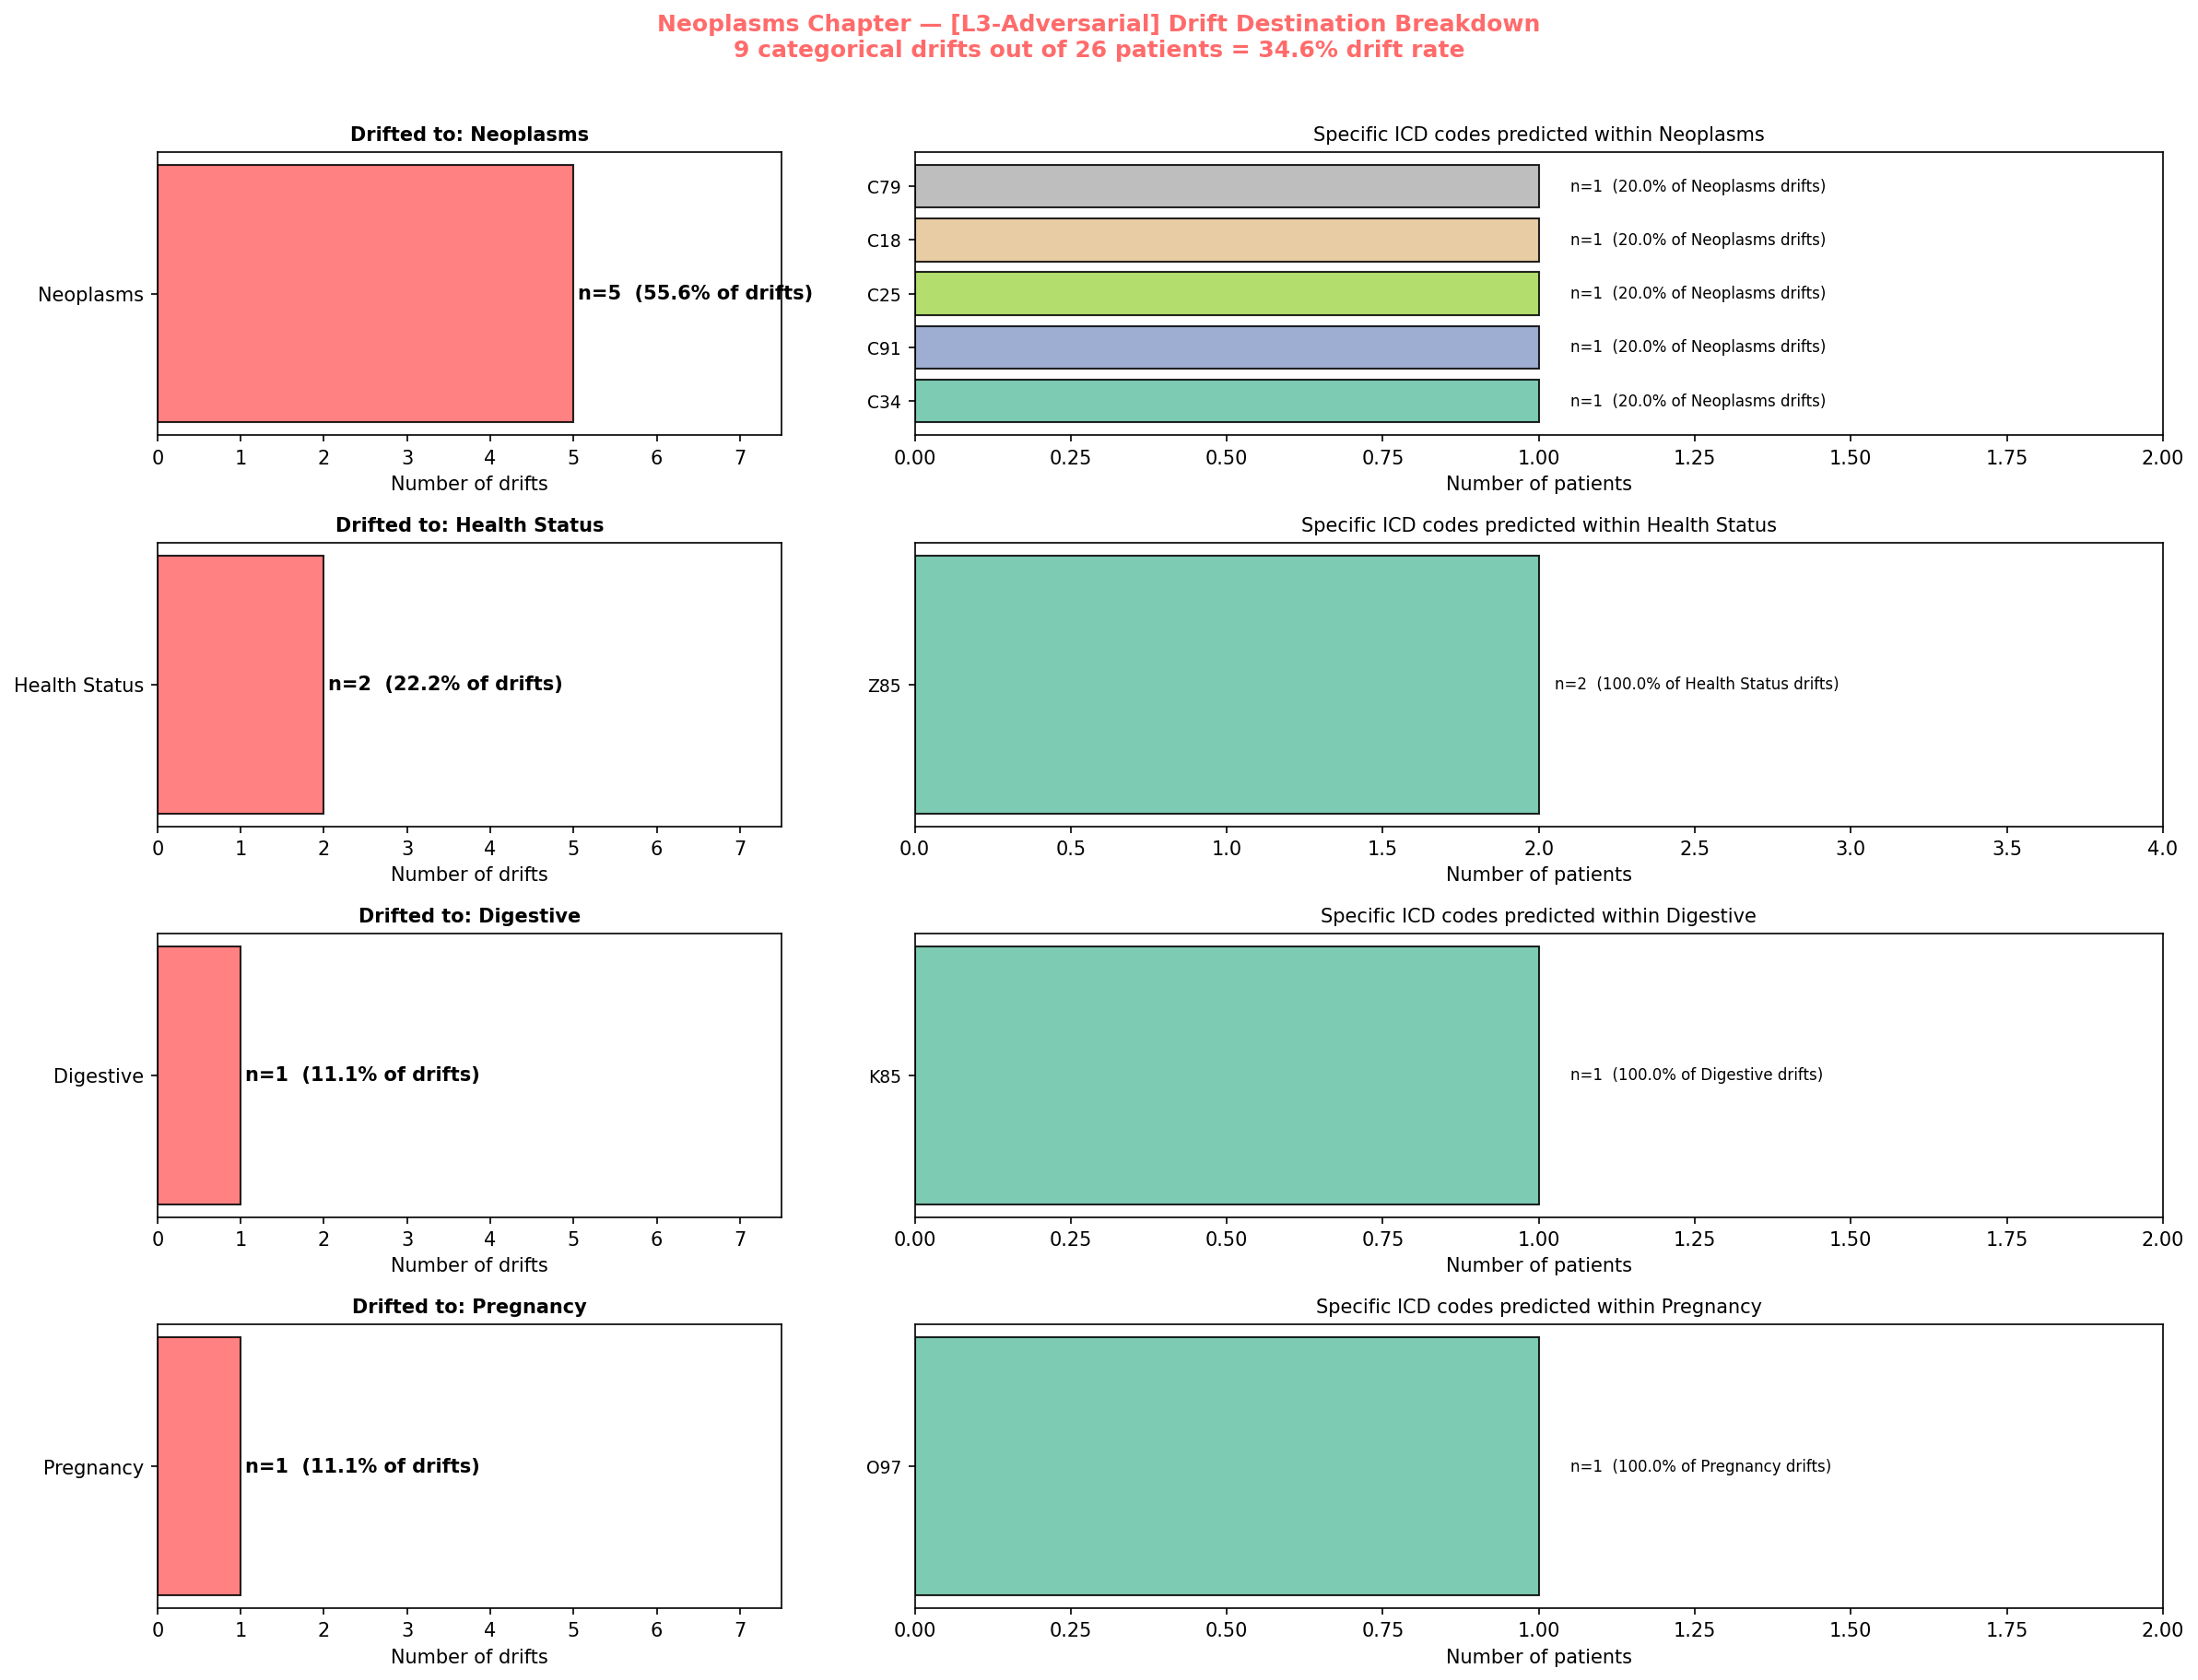 Neoplasms Chapter — [L3-Adversarial] Drift Destination Breakdown
9 categorical drifts out of 26 patients = 34.6% drift rate
Drifted to: Neoplasms
Neoplasms
n=5 (55.6% of drifts)
0 1 2 3 4 5 6 7
Number of drifts
Specific ICD codes predicted within Neoplasms
C79 n=1 (20.0% of Neoplasms drifts)
C18 n=1 (20.0% of Neoplasms drifts)
C25 n=1 (20.0% of Neoplasms drifts)
C91 n=1 (20.0% of Neoplasms drifts)
C34 n=1 (20.0% of Neoplasms drifts)
0.00 0.25 0.50 0.75 1.00 1.25 1.50 1.75 2.00
Number of patients
Drifted to: Health Status
Health Status
n=2 (22.2% of drifts)
0 1 2 3 4 5 6 7
Number of drifts
Specific ICD codes predicted within Health Status
Z85 n=2 (100.0% of Health Status drifts)
0.0 0.5 1.0 1.5 2.0 2.5 3.0 3.5 4.0
Number of patients
Drifted to: Digestive
Digestive
n=1 (11.1% of drifts)
0 1 2 3 4 5 6 7
Number of drifts
Specific ICD codes predicted within Digestive
K85 n=1 (100.0% of Digestive drifts)
0.00 0.25 0.50 0.75 1.00 1.25 1.50 1.75 2.00
Number of patients
Drifted to: Pregnancy
Pregnancy
n=1 (11.1% of drifts)
0 1 2 3 4 5 6 7
Number of drifts
Specific ICD codes predicted within Pregnancy
O97 n=1 (100.0% of Pregnancy drifts)
0.00 0.25 0.50 0.75 1.00 1.25 1.50 1.75 2.00
Number of patients